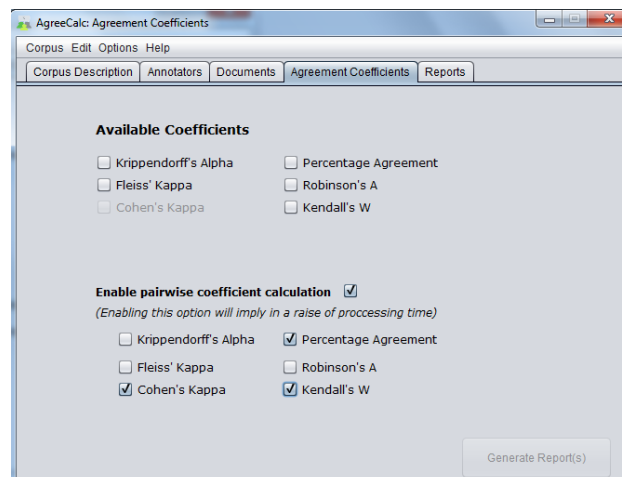 AgreeCalc: Agreement Coefficients
Corpus Edit Options Help
Corpus Description Annotators Documents Agreement Coefficients Reports
Available Coefficients
Krippendorff's Alpha Percentage Agreement
Fleiss' Kappa Robinson's A
Cohen's Kappa Kendall's W
Enable pairwise coefficient calculation
(Enabling this option will imply in a raise of proccessing time)
Krippendorff's Alpha Percentage Agreement
Fleiss' Kappa Robinson's A
Cohen's Kappa Kendall's W
Generate Report(s)